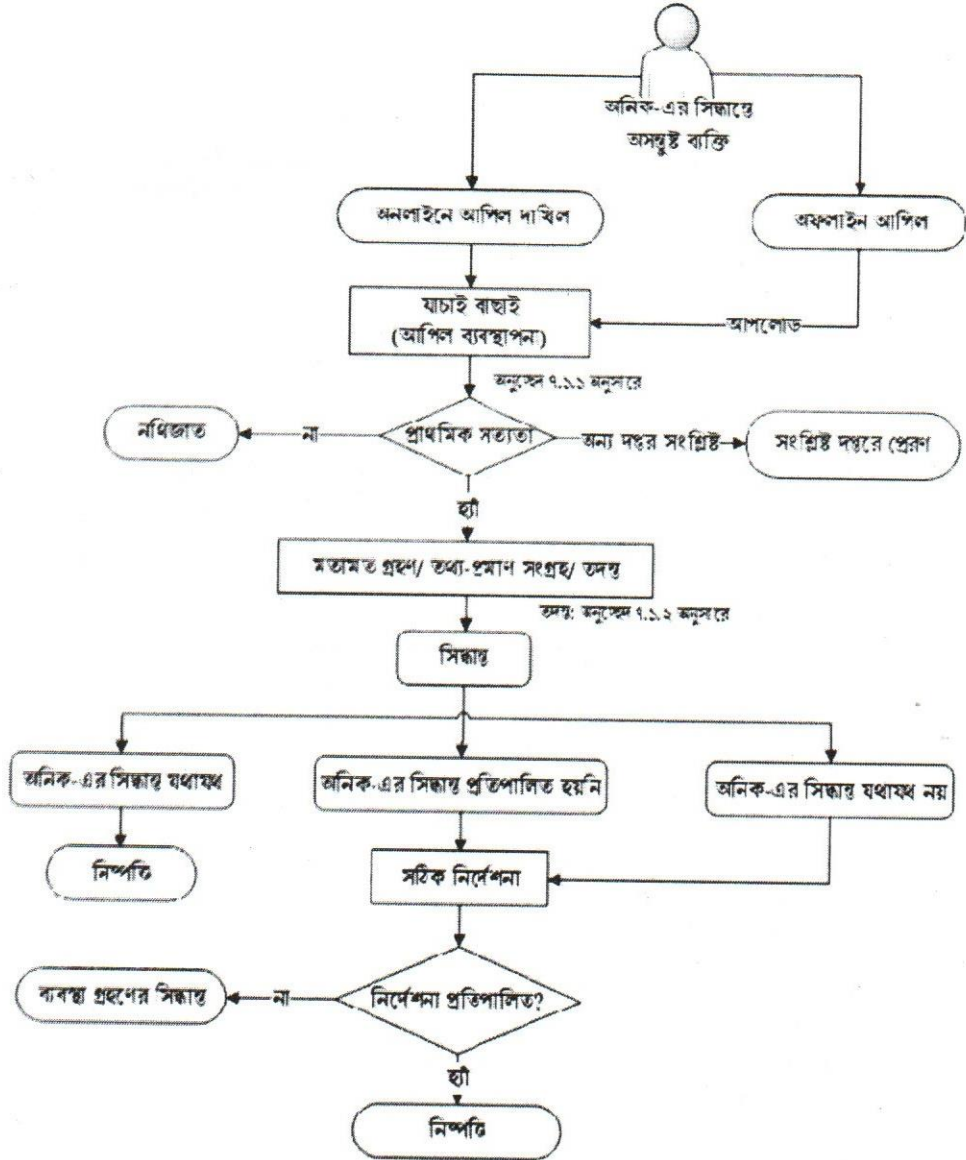 অনিক-এর সিদ্ধান্তে
অসন্তুষ্ট ব্যক্তি
অনলাইনে আপিল দাখিল
অফলাইন আপিল
যাচাই বাছাই
(আপিল ব্যবস্থাপনা)
আপলোড
অনুচ্ছেদ ৭.১.১ অনুসারে
নথিজাত
না
প্রাথমিক সত্যতা
অন্য দপ্তর সংশ্লিষ্ট
সংশ্লিষ্ট দপ্তরে প্রেরণ
হ্যাঁ
মতামত গ্রহণ/ তথ্য-প্রমাণ সংগ্রহ/ তদন্ত
তদন্ত: অনুচ্ছেদ ৭.১.২ অনুসারে
সিদ্ধান্ত
অনিক-এর সিদ্ধান্ত যথাযথ
অনিক-এর সিদ্ধান্ত প্রতিপালিত হয়নি
অনিক-এর সিদ্ধান্ত যথাযথ নয়
নিষ্পত্তি
সঠিক নির্দেশনা
ব্যবস্থা গ্রহণের সিদ্ধান্ত
না
নির্দেশনা প্রতিপালিত?
হ্যাঁ
নিষ্পত্তি